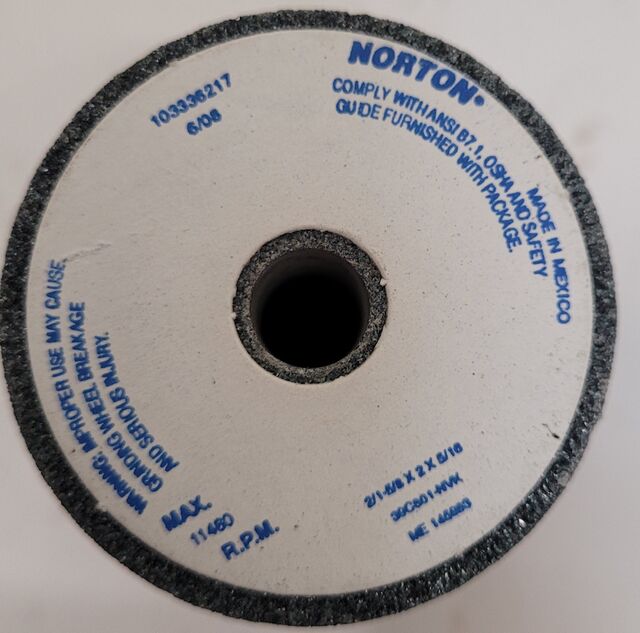 NORTON®
COMPLY WITH ANSI B7.1, OSHA AND SAFETY
GUIDE FURNISHED WITH PACKAGE.
MADE IN MEXICO
103336217
6/08
WARNING: IMPROPER USE MAY CAUSE
GRINDING WHEEL BREAKAGE
AND SERIOUS INJURY.
MAX.
11460
R.P.M.
2/1-5/8 X 2 X 5/16
ME